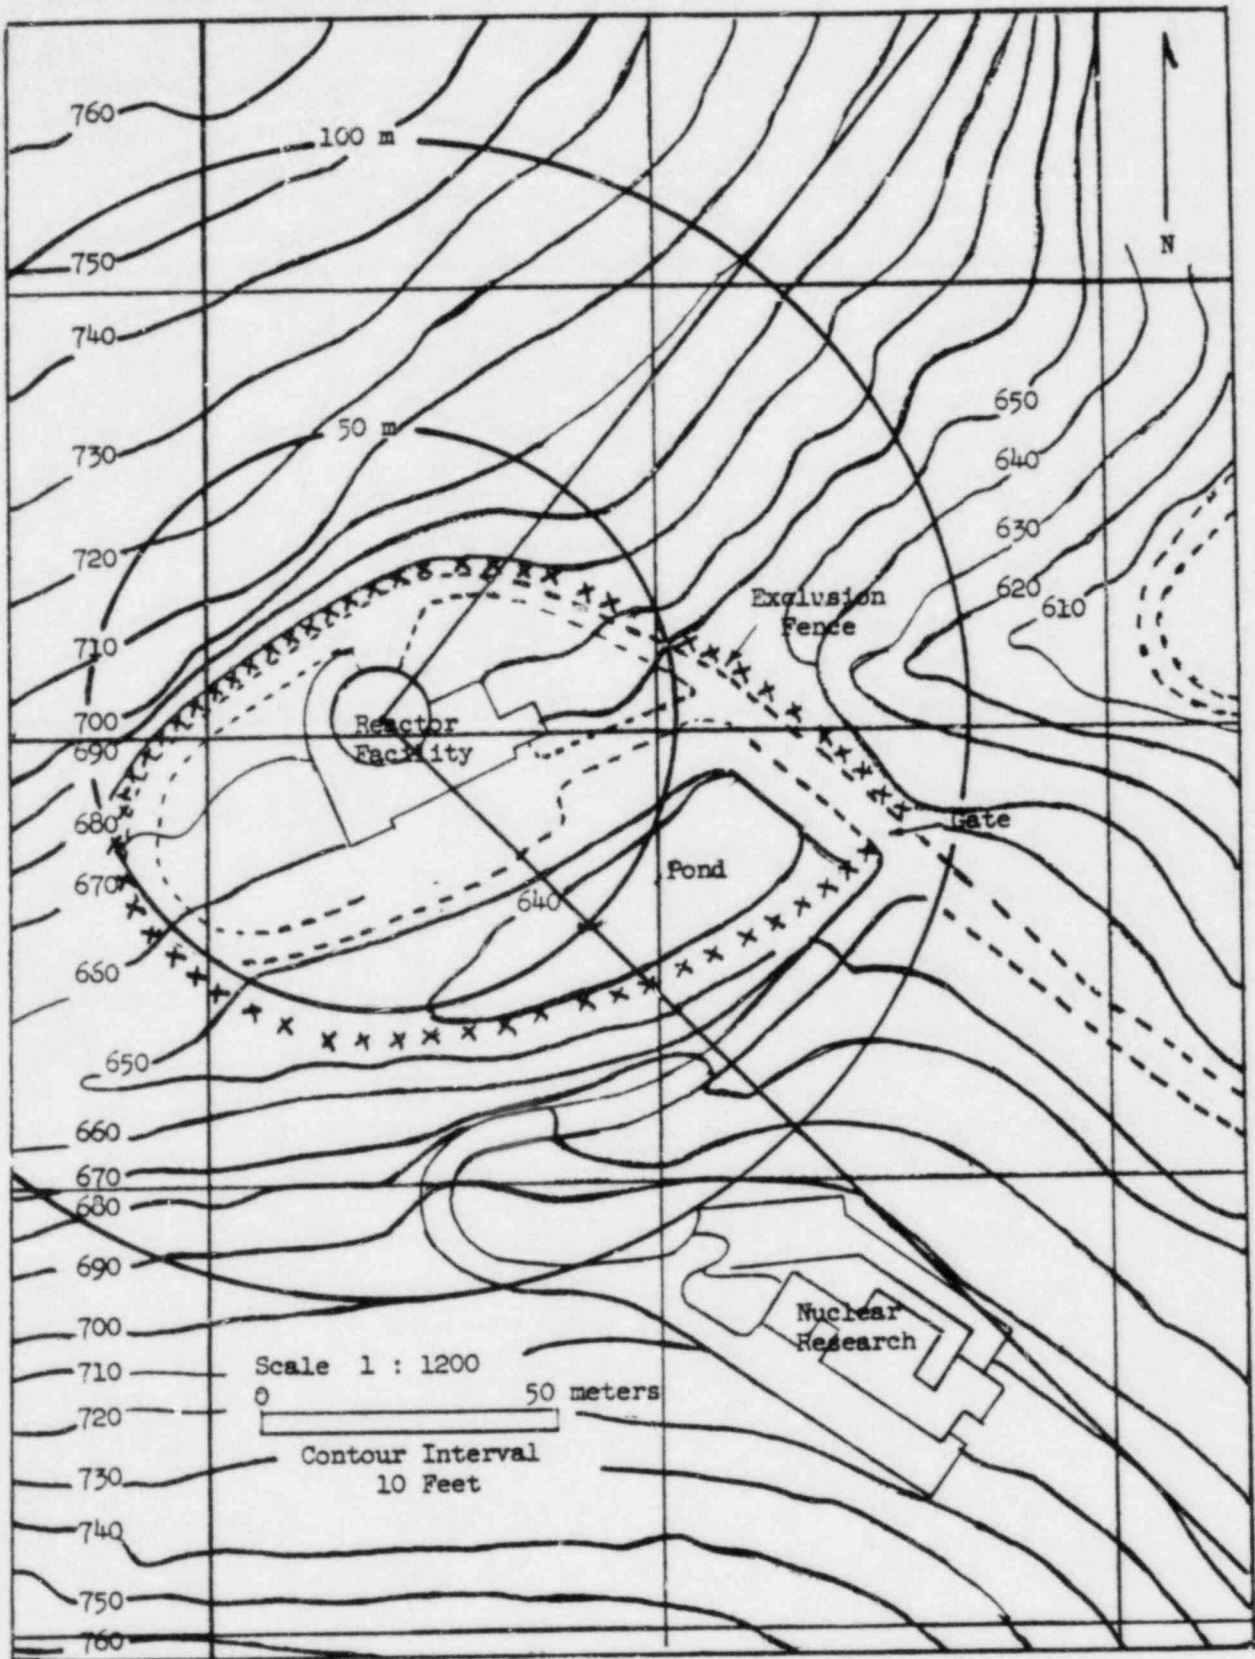 760
100 m
N
750
740
650
50 m
640
730
630
720
620
610
Exclusion
Fence
710
700
Reactor
Facility
690
680
Gate
670
Pond
640
660
650
660
670
680
690
Nuclear
Research
700
Scale 1 : 1200
710
0 50 meters
720
Contour Interval
10 Feet
730
740
750
760